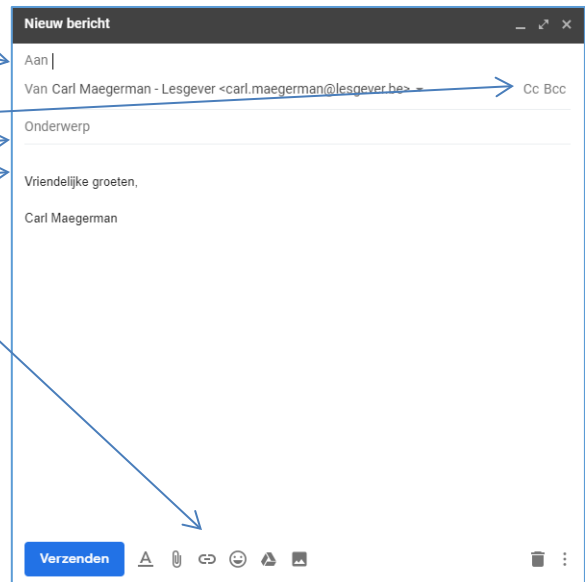 Nieuw bericht
Aan
Van Carl Maegerman - Lesgever <carl.maegerman@lesgever.be> Cc Bcc
Onderwerp
Vriendelijke groeten,
Carl Maegerman
Verzenden A